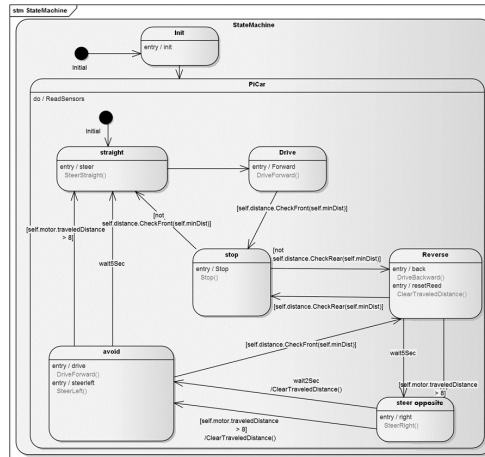 stm StateMachine
StateMachine
Init
entry / init
Initial
PiCar
do / ReadSensors
Initial
straight
entry / steer
SteerStraight()
Drive
entry / Forward
DriveForward()
[self.distance.CheckFront(self.minDist)]
[not
self.distance.CheckFront(self.minDist)]
[self.motor.traveledDistance
> 8]
wait5Sec
stop
entry / Stop
Stop()
[not
self.distance.CheckRear(self.minDist)]
[self.distance.CheckRear(self.minDist)]
Reverse
entry / back
DriveBackward()
entry / resetReed
ClearTraveledDistance()
[self.distance.CheckFront(self.minDist)]
avoid
entry / drive
DriveForward()
entry / steerleft
SteerLeft()
wait5Sec
wait2Sec
/ClearTraveledDistance()
[self.motor.traveledDistance
> 8]
steer opposite
entry / right
SteerRight()
[self.motor.traveledDistance
> 8]
/ClearTraveledDistance()